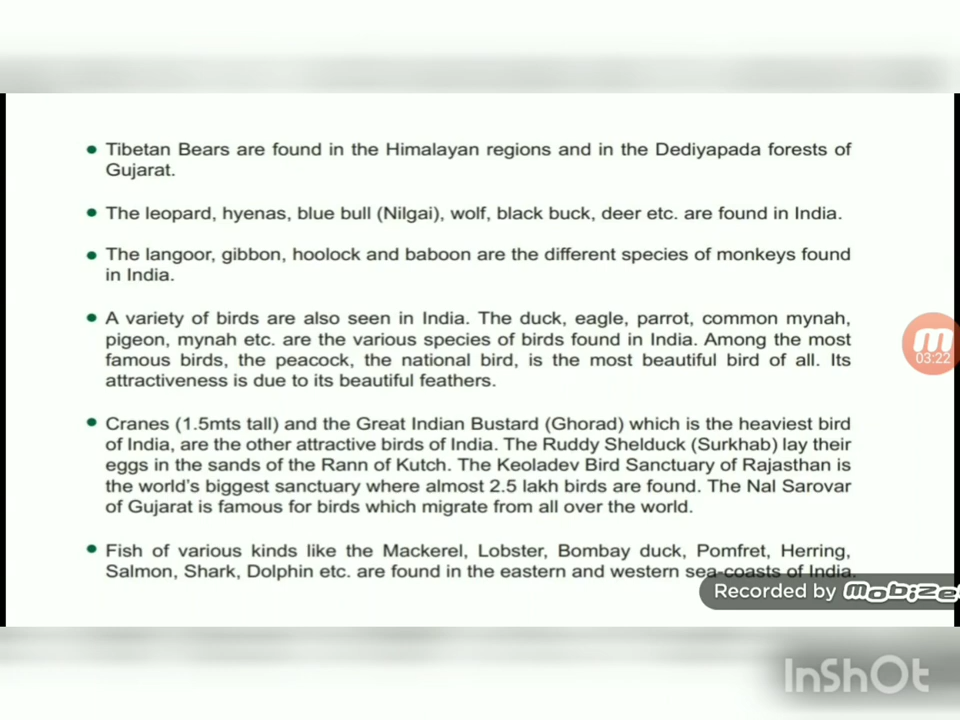 • Tibetan Bears are found in the Himalayan regions and in the Dediyapada forests of
Gujarat.
• The leopard, hyenas, blue bull (Nilgai), wolf, black buck, deer etc. are found in India.
• The langoor, gibbon, hoolock and baboon are the different species of monkeys found
in India.
• A variety of birds are also seen in India. The duck, eagle, parrot, common mynah,
pigeon, mynah etc. are the various species of birds found in India. Among the most
famous birds, the peacock, the national bird, is the most beautiful bird of all. Its
attractiveness is due to its beautiful feathers.
• Cranes (1.5mts tall) and the Great Indian Bustard (Ghorad) which is the heaviest bird
of India, are the other attractive birds of India. The Ruddy Shelduck (Surkhab) lay their
eggs in the sands of the Rann of Kutch. The Keoladev Bird Sanctuary of Rajasthan is
the world's biggest sanctuary where almost 2.5 lakh birds are found. The Nal Sarovar
of Gujarat is famous for birds which migrate from all over the world.
• Fish of various kinds like the Mackerel, Lobster, Bombay duck, Pomfret, Herring,
Salmon, Shark, Dolphin etc. are found in the eastern and western sea-coasts of India.
03:22
Recorded by mobize
InShOt